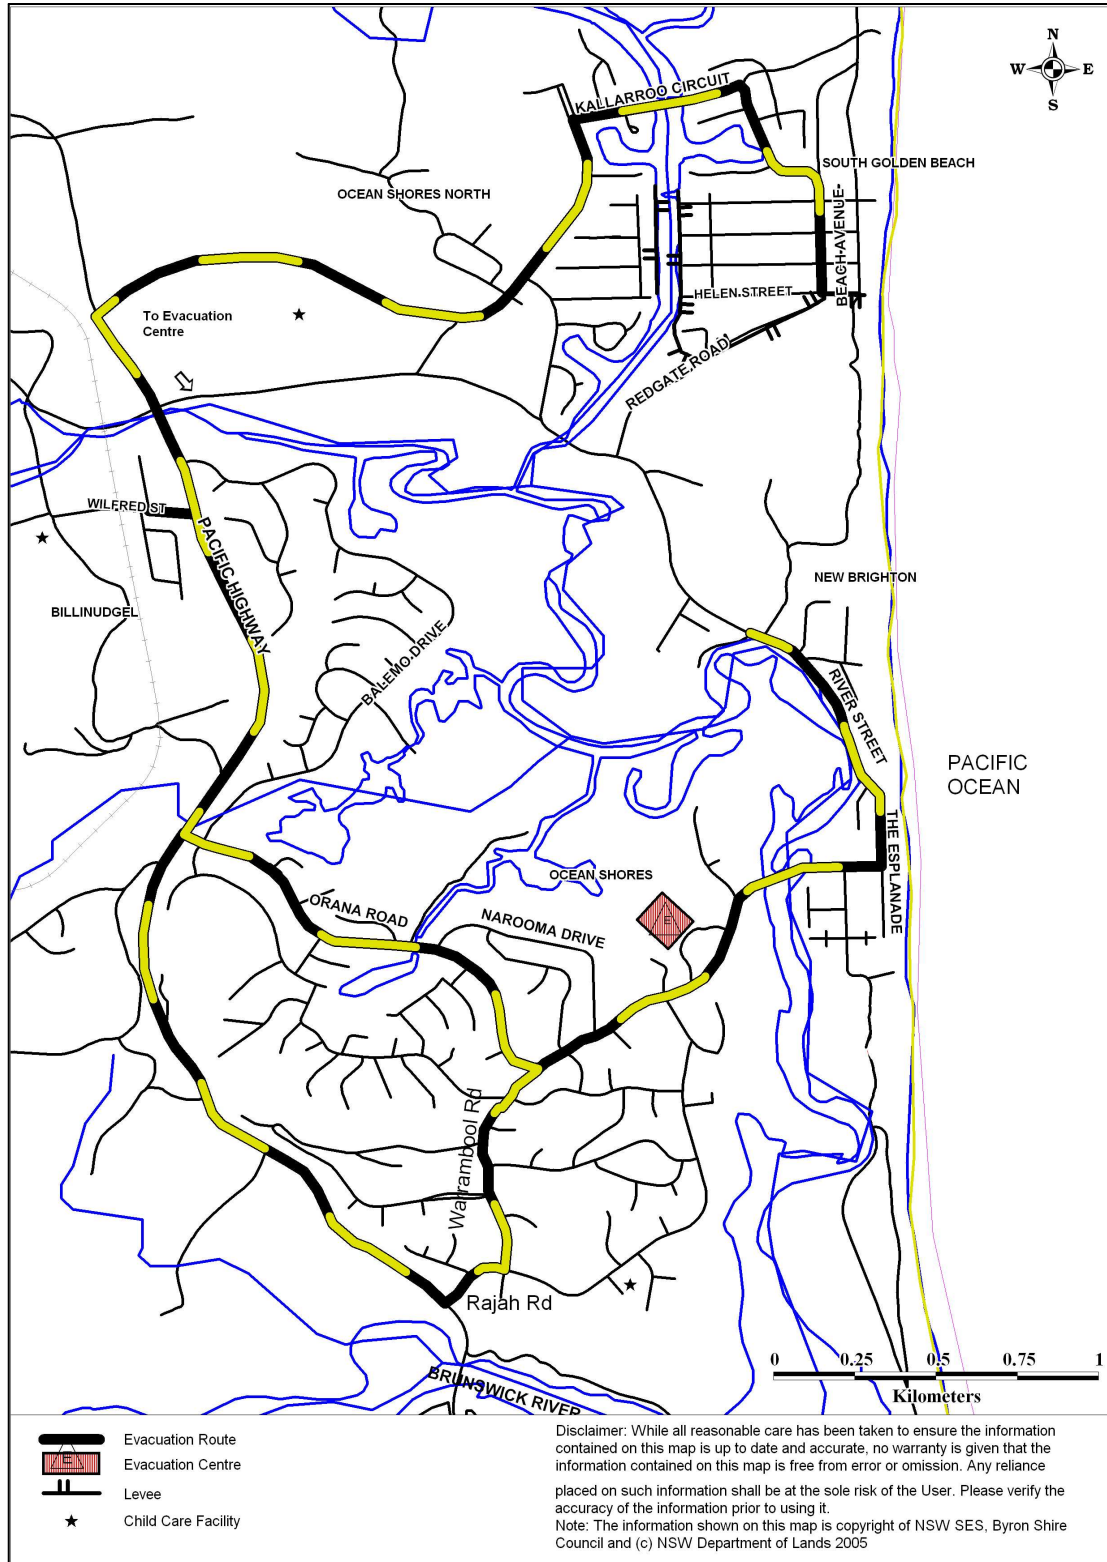 N
W
E
S
KALLARROO CIRCUIT
SOUTH GOLDEN BEACH
OCEAN SHORES NORTH
BEACH AVENUE
HELEN STREET
To Evacuation
Centre
REDGATE ROAD
WILFRED ST
PACIFIC HIGHWAY
NEW BRIGHTON
BILLINUDGEL
BALEMO DRIVE
RIVER STREET
PACIFIC
OCEAN
THE ESPLANADE
OCEAN SHORES
ORANA ROAD
NAROOMA DRIVE
E
Warrambool Rd
Rajah Rd
BRUNSWICK RIVER
0 0.25 0.5 0.75 1
Kilometers
Evacuation Route
E
Evacuation Centre
Levee
Child Care Facility
Disclaimer: While all reasonable care has been taken to ensure the information
contained on this map is up to date and accurate, no warranty is given that the
information contained on this map is free from error or omission. Any reliance
placed on such information shall be at the sole risk of the User. Please verify the
accuracy of the information prior to using it.
Note: The information shown on this map is copyright of NSW SES, Byron Shire
Council and (c) NSW Department of Lands 2005